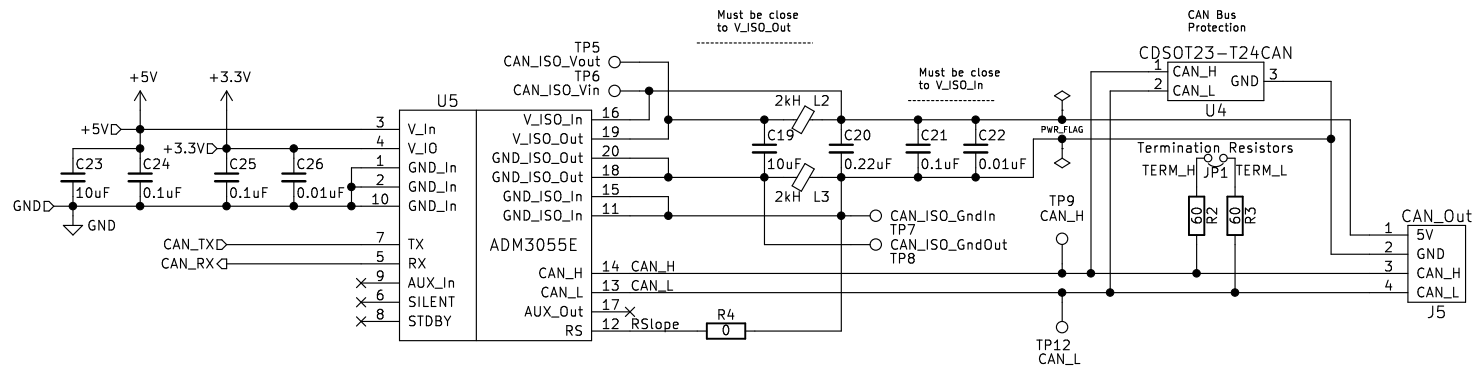 Must be close
to V_ISO_Out
CAN Bus
Protection
CDSOT23-T24CAN
1 CAN_H
2 CAN_L
GND 3
U4
TP5
CAN_ISO_Vout
TP6
CAN_ISO_Vin
Must be close
to V_ISO_In
+5V
+3.3V
U5
2kH L2
+5V
3 V_In
V_ISO_In 16
+3.3V
4 V_IO
V_ISO_Out 19
1 GND_In
GND_ISO_Out 20
2 GND_In
GND_ISO_Out 18
10 GND_In
GND_ISO_In 15
GND_ISO_In 11
C23
10uF
C24
0.1uF
C25
0.1uF
C26
0.01uF
C19
10uF
C20
0.22uF
C21
0.1uF
C22
0.01uF
2kH L3
PWR_FLAG
Termination Resistors
JP1
TERM_H
TERM_L
60
R2
60
R3
GND
GND
CAN_ISO_GndIn
TP7
CAN_ISO_GndOut
TP8
TP9
CAN_H
CAN_TX
7 TX
CAN_RX
5 RX
9 AUX_In
6 SILENT
8 STDBY
ADM3055E
CAN_H 14 CAN_H
CAN_L 13 CAN_L
AUX_Out 17
RS 12 RSlope
R4
0
TP12
CAN_L
CAN_Out
1 5V
2 GND
3 CAN_H
4 CAN_L
J5